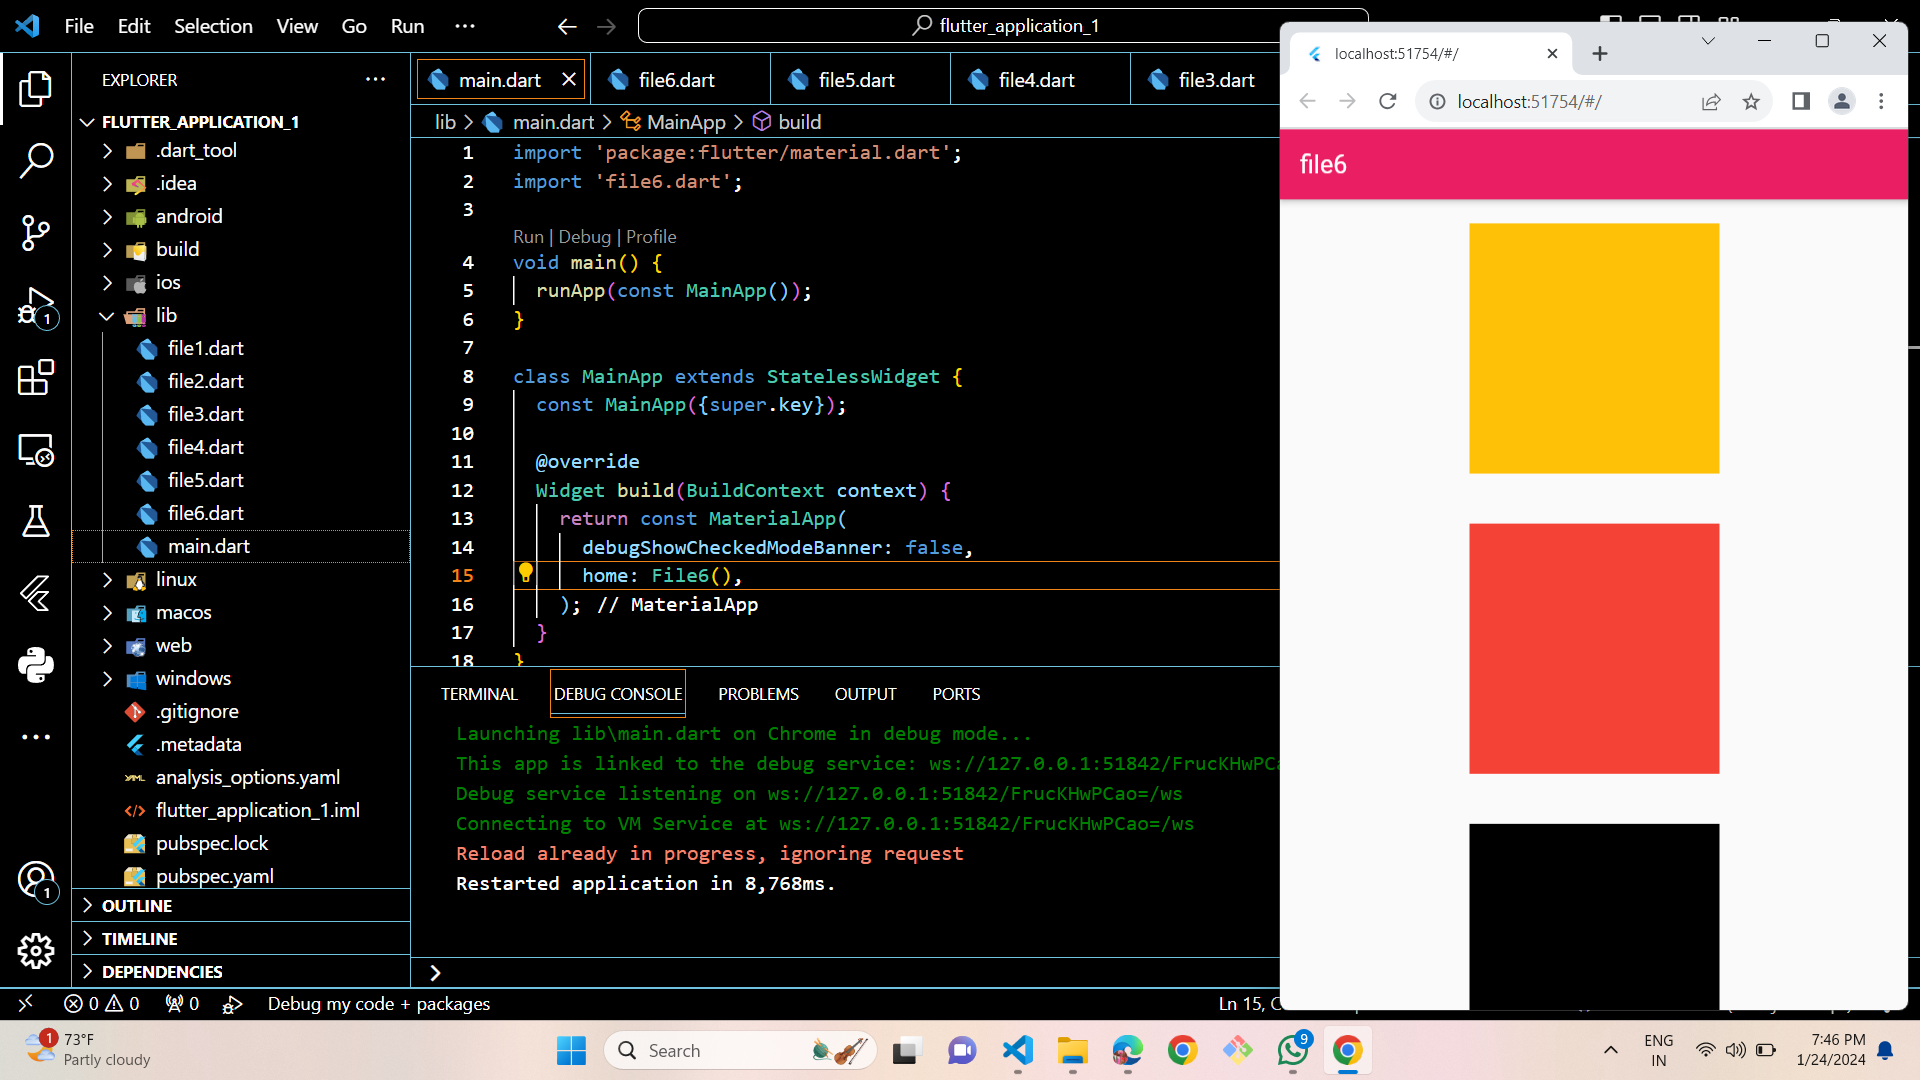 File Edit Selection View Go Run ···
flutter_application_1
EXPLORER
FLUTTER_APPLICATION_1
.dart_tool
.idea
android
build
ios
lib
file1.dart
file2.dart
file3.dart
file4.dart
file5.dart
file6.dart
main.dart
linux
macos
web
windows
.gitignore
.metadata
analysis_options.yaml
flutter_application_1.iml
pubspec.lock
pubspec.yaml
OUTLINE
TIMELINE
DEPENDENCIES
1
1
main.dart file6.dart file5.dart file4.dart file3.dart
lib > main.dart > MainApp > build
1 import 'package:flutter/material.dart';
2 import 'file6.dart';
3
Run | Debug | Profile
4 void main() {
5 runApp(const MainApp());
6 }
7
8 class MainApp extends StatelessWidget {
9 const MainApp({super.key});
10
11 @override
12 Widget build(BuildContext context) {
13 return const MaterialApp(
14 debugShowCheckedModeBanner: false,
15 home: File6(),
16 ); // MaterialApp
17 }
18 }
TERMINAL DEBUG CONSOLE PROBLEMS OUTPUT PORTS
Launching lib\main.dart on Chrome in debug mode...
This app is linked to the debug service: ws://127.0.0.1:51842/FrucKHwPCa
Debug service listening on ws://127.0.0.1:51842/FrucKHwPCao=/ws
Connecting to VM Service at ws://127.0.0.1:51842/FrucKHwPCao=/ws
Reload already in progress, ignoring request
Restarted application in 8,768ms.
>
localhost:51754/#/
localhost:51754/#/
file6
0 0 0 Debug my code + packages
Ln 15, C
1
73°F
Partly cloudy
Search
9
ENG
IN
7:46 PM
1/24/2024